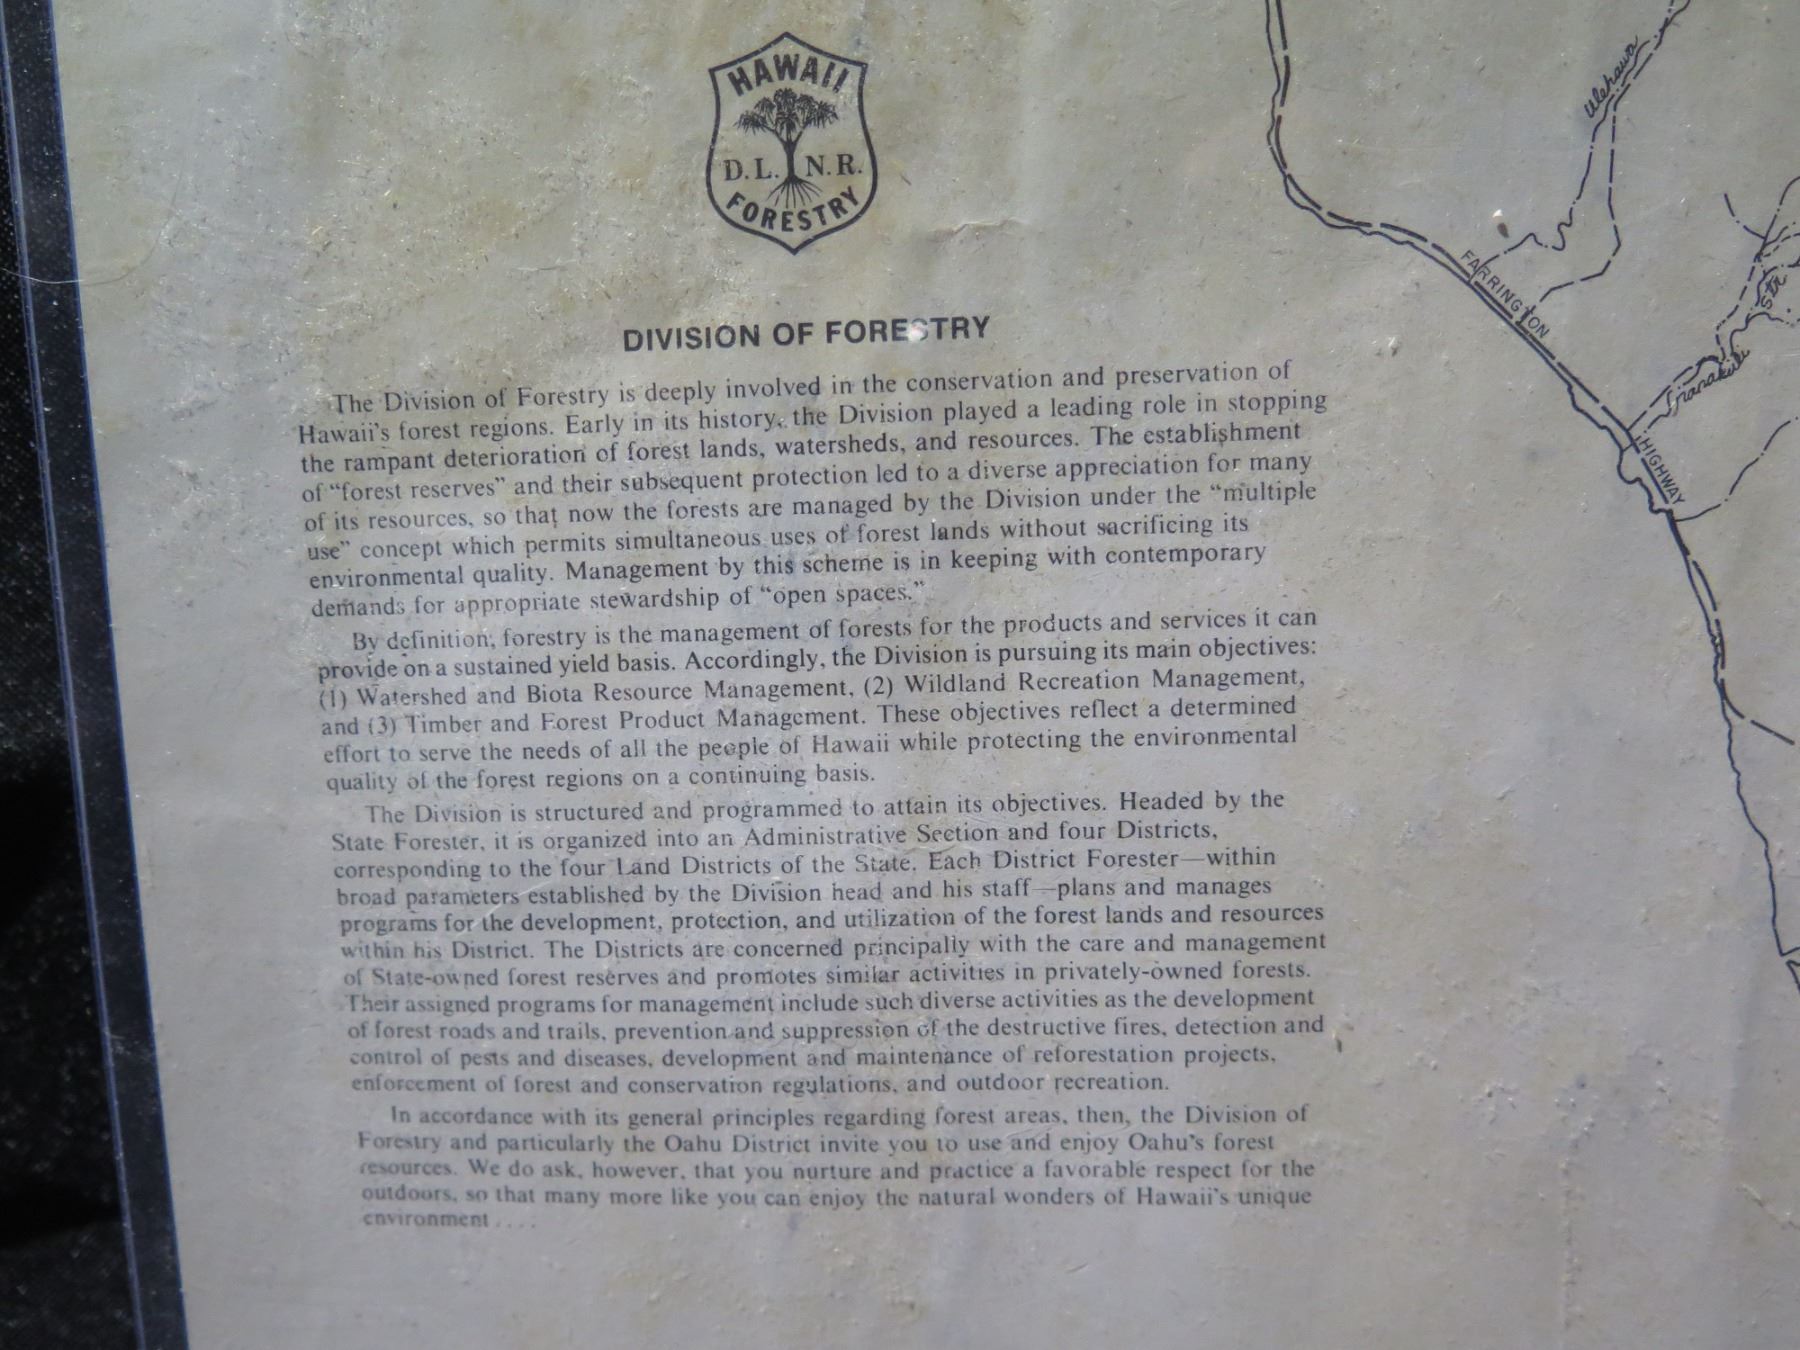 HAWAII
D.L. N.R.
FORESTRY
DIVISION OF FORESTRY
The Division of Forestry is deeply involved in the conservation and preservation of
Hawaii's forest regions. Early in its history, the Division played a leading role in stopping
the rampant deterioration of forest lands, watersheds, and resources. The establishment
of “forest reserves” and their subsequent protection led to a diverse appreciation for many
of its resources, so that now the forests are managed by the Division under the “multiple
use” concept which permits simultaneous uses of forest lands without sacrificing its
environmental quality. Management by this scheme is in keeping with contemporary
demands for appropriate stewardship of “open spaces.”
By definition, forestry is the management of forests for the products and services it can
provide on a sustained yield basis. Accordingly, the Division is pursuing its main objectives:
(1) Watershed and Biota Resource Management, (2) Wildland Recreation Management,
and (3) Timber and Forest Product Management. These objectives reflect a determined
effort to serve the needs of all the people of Hawaii while protecting the environmental
quality of the forest regions on a continuing basis.
The Division is structured and programmed to attain its objectives. Headed by the
State Forester, it is organized into an Administrative Section and four Districts,
corresponding to the four Land Districts of the State. Each District Forester—within
broad parameters established by the Division head and his staff—plans and manages
programs for the development, protection, and utilization of the forest lands and resources
within his District. The Districts are concerned principally with the care and management
of State-owned forest reserves and promotes similar activities in privately-owned forests.
Their assigned programs for management include such diverse activities as the development
of forest roads and trails, prevention and suppression of the destructive fires, detection and
control of pests and diseases, development and maintenance of reforestation projects,
enforcement of forest and conservation regulations, and outdoor recreation.
In accordance with its general principles regarding forest areas, then, the Division of
Forestry and particularly the Oahu District invite you to use and enjoy Oahu's forest
resources. We do ask, however, that you nurture and practice a favorable respect for the
outdoors, so that many more like you can enjoy the natural wonders of Hawaii's unique
environment . . . .
Ulehawa
FARRINGTON
HIGHWAY
Nanakuli
Str